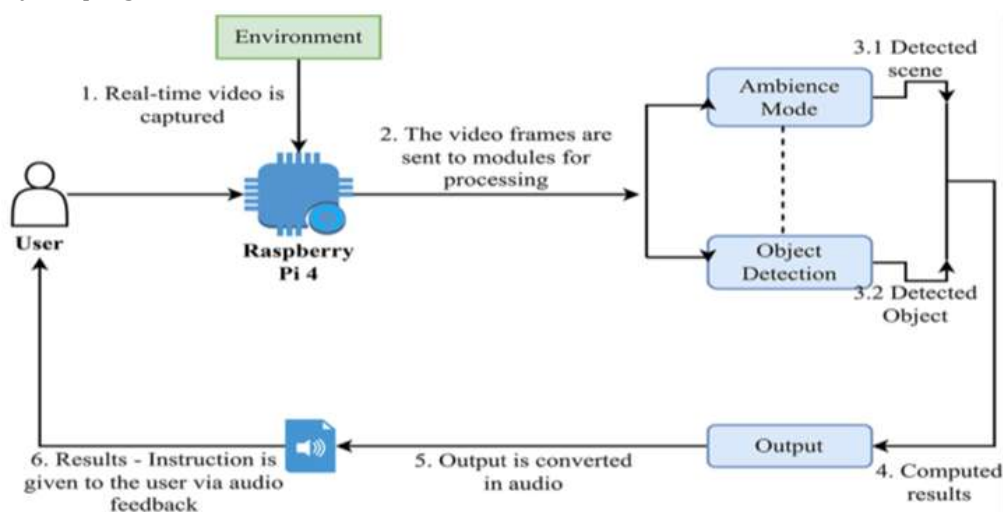 Environment
1. Real-time video is
captured
2. The video frames are
sent to modules for
processing
User
Raspberry
Pi 4
Ambience
Mode
3.1 Detected
scene
Object
Detection
3.2 Detected
Object
Output
4. Computed
results
5. Output is converted
in audio
6. Results - Instruction is
given to the user via audio
feedback